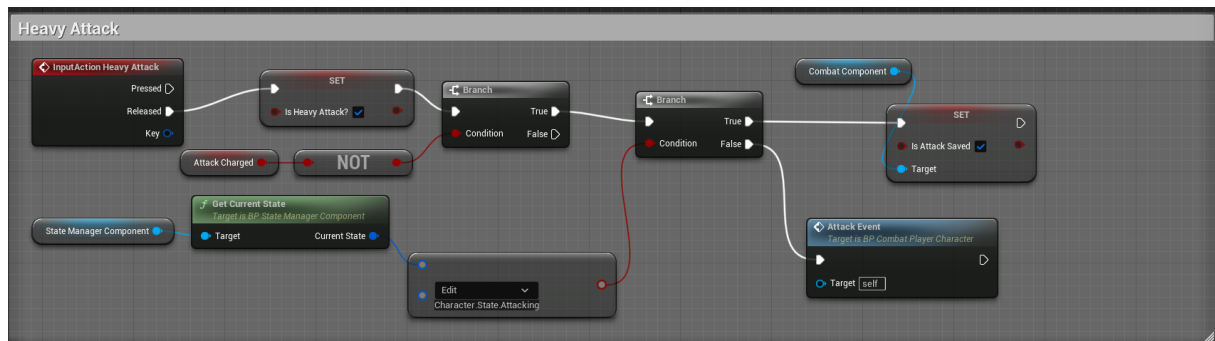 Heavy Attack
InputAction Heavy Attack
Pressed
Released
Key
SET
Is Heavy Attack?
Branch
Condition
True
False
Attack Charged
NOT
Branch
Condition
True
False
Combat Component
SET
Is Attack Saved
Target
State Manager Component
Get Current State
Target is BP State Manager Component
Target
Current State
Edit
Character.State.Attacking
Attack Event
Target is BP Combat Player Character
Target self